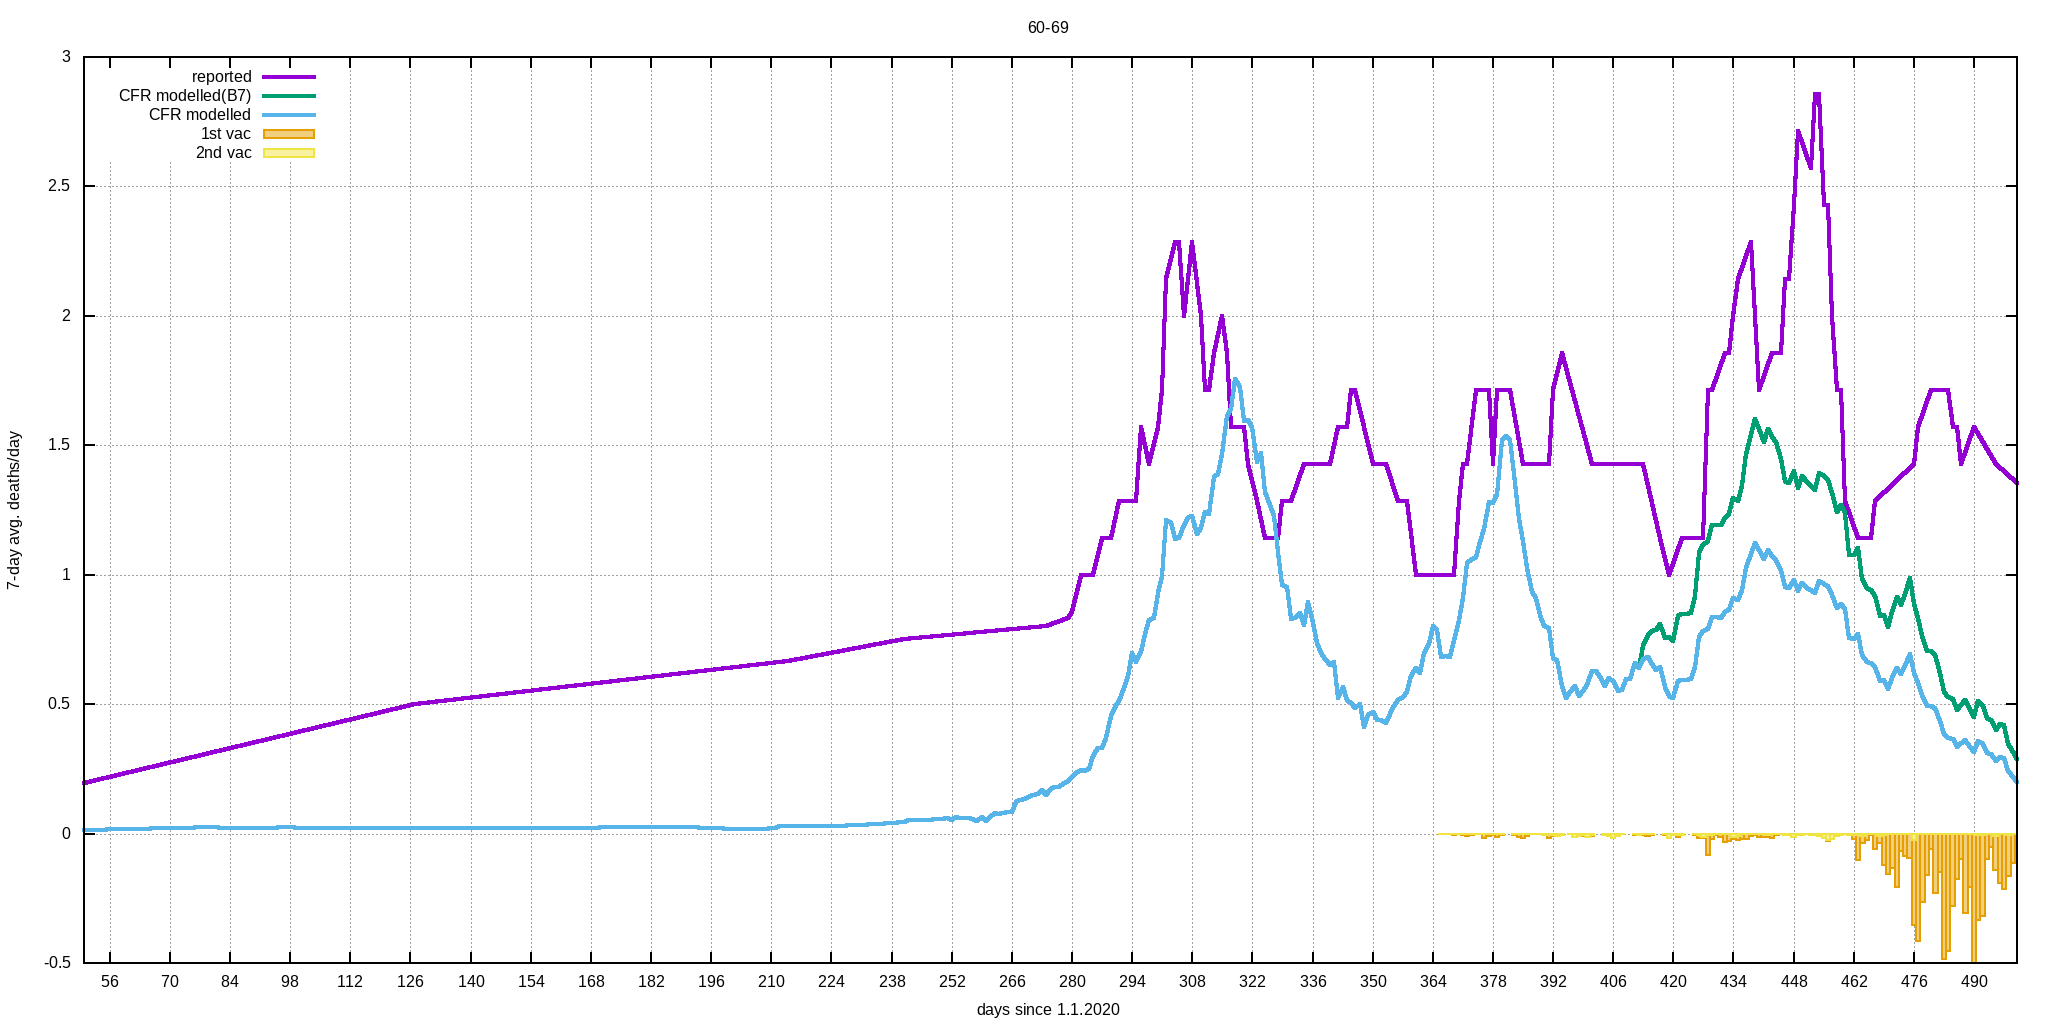 60-69
3
2.5
2
1.5
1
0.5
0
-0.5
7-day avg. deaths/day
reported
CFR modelled(B7)
CFR modelled
1st vac
2nd vac
56 70 84 98 112 126 140 154 168 182 196 210 224 238 252 266 280 294 308 322 336 350 364 378 392 406 420 434 448 462 476 490
days since 1.1.2020